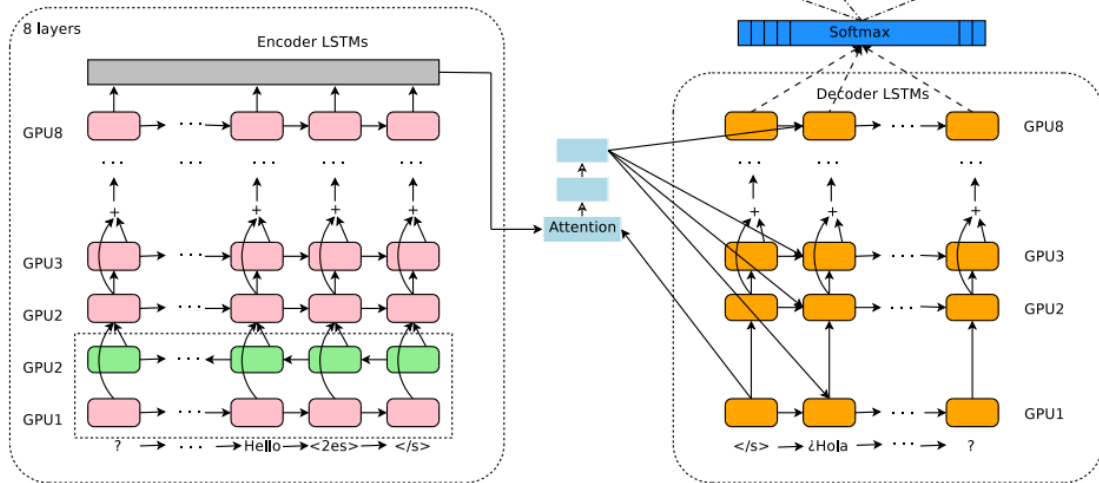 8 layers
Encoder LSTMs
GPU8
... ...
... ... ... ...
+ + + +
GPU3
...
GPU2
...
GPU2
...
GPU1
...
? ... Hello <2es> </s>
Attention
Softmax
Decoder LSTMs
GPU8
...
... ... ...
+ + +
GPU3
...
GPU2
...
GPU1
...
</s> ¿Hola ... ?